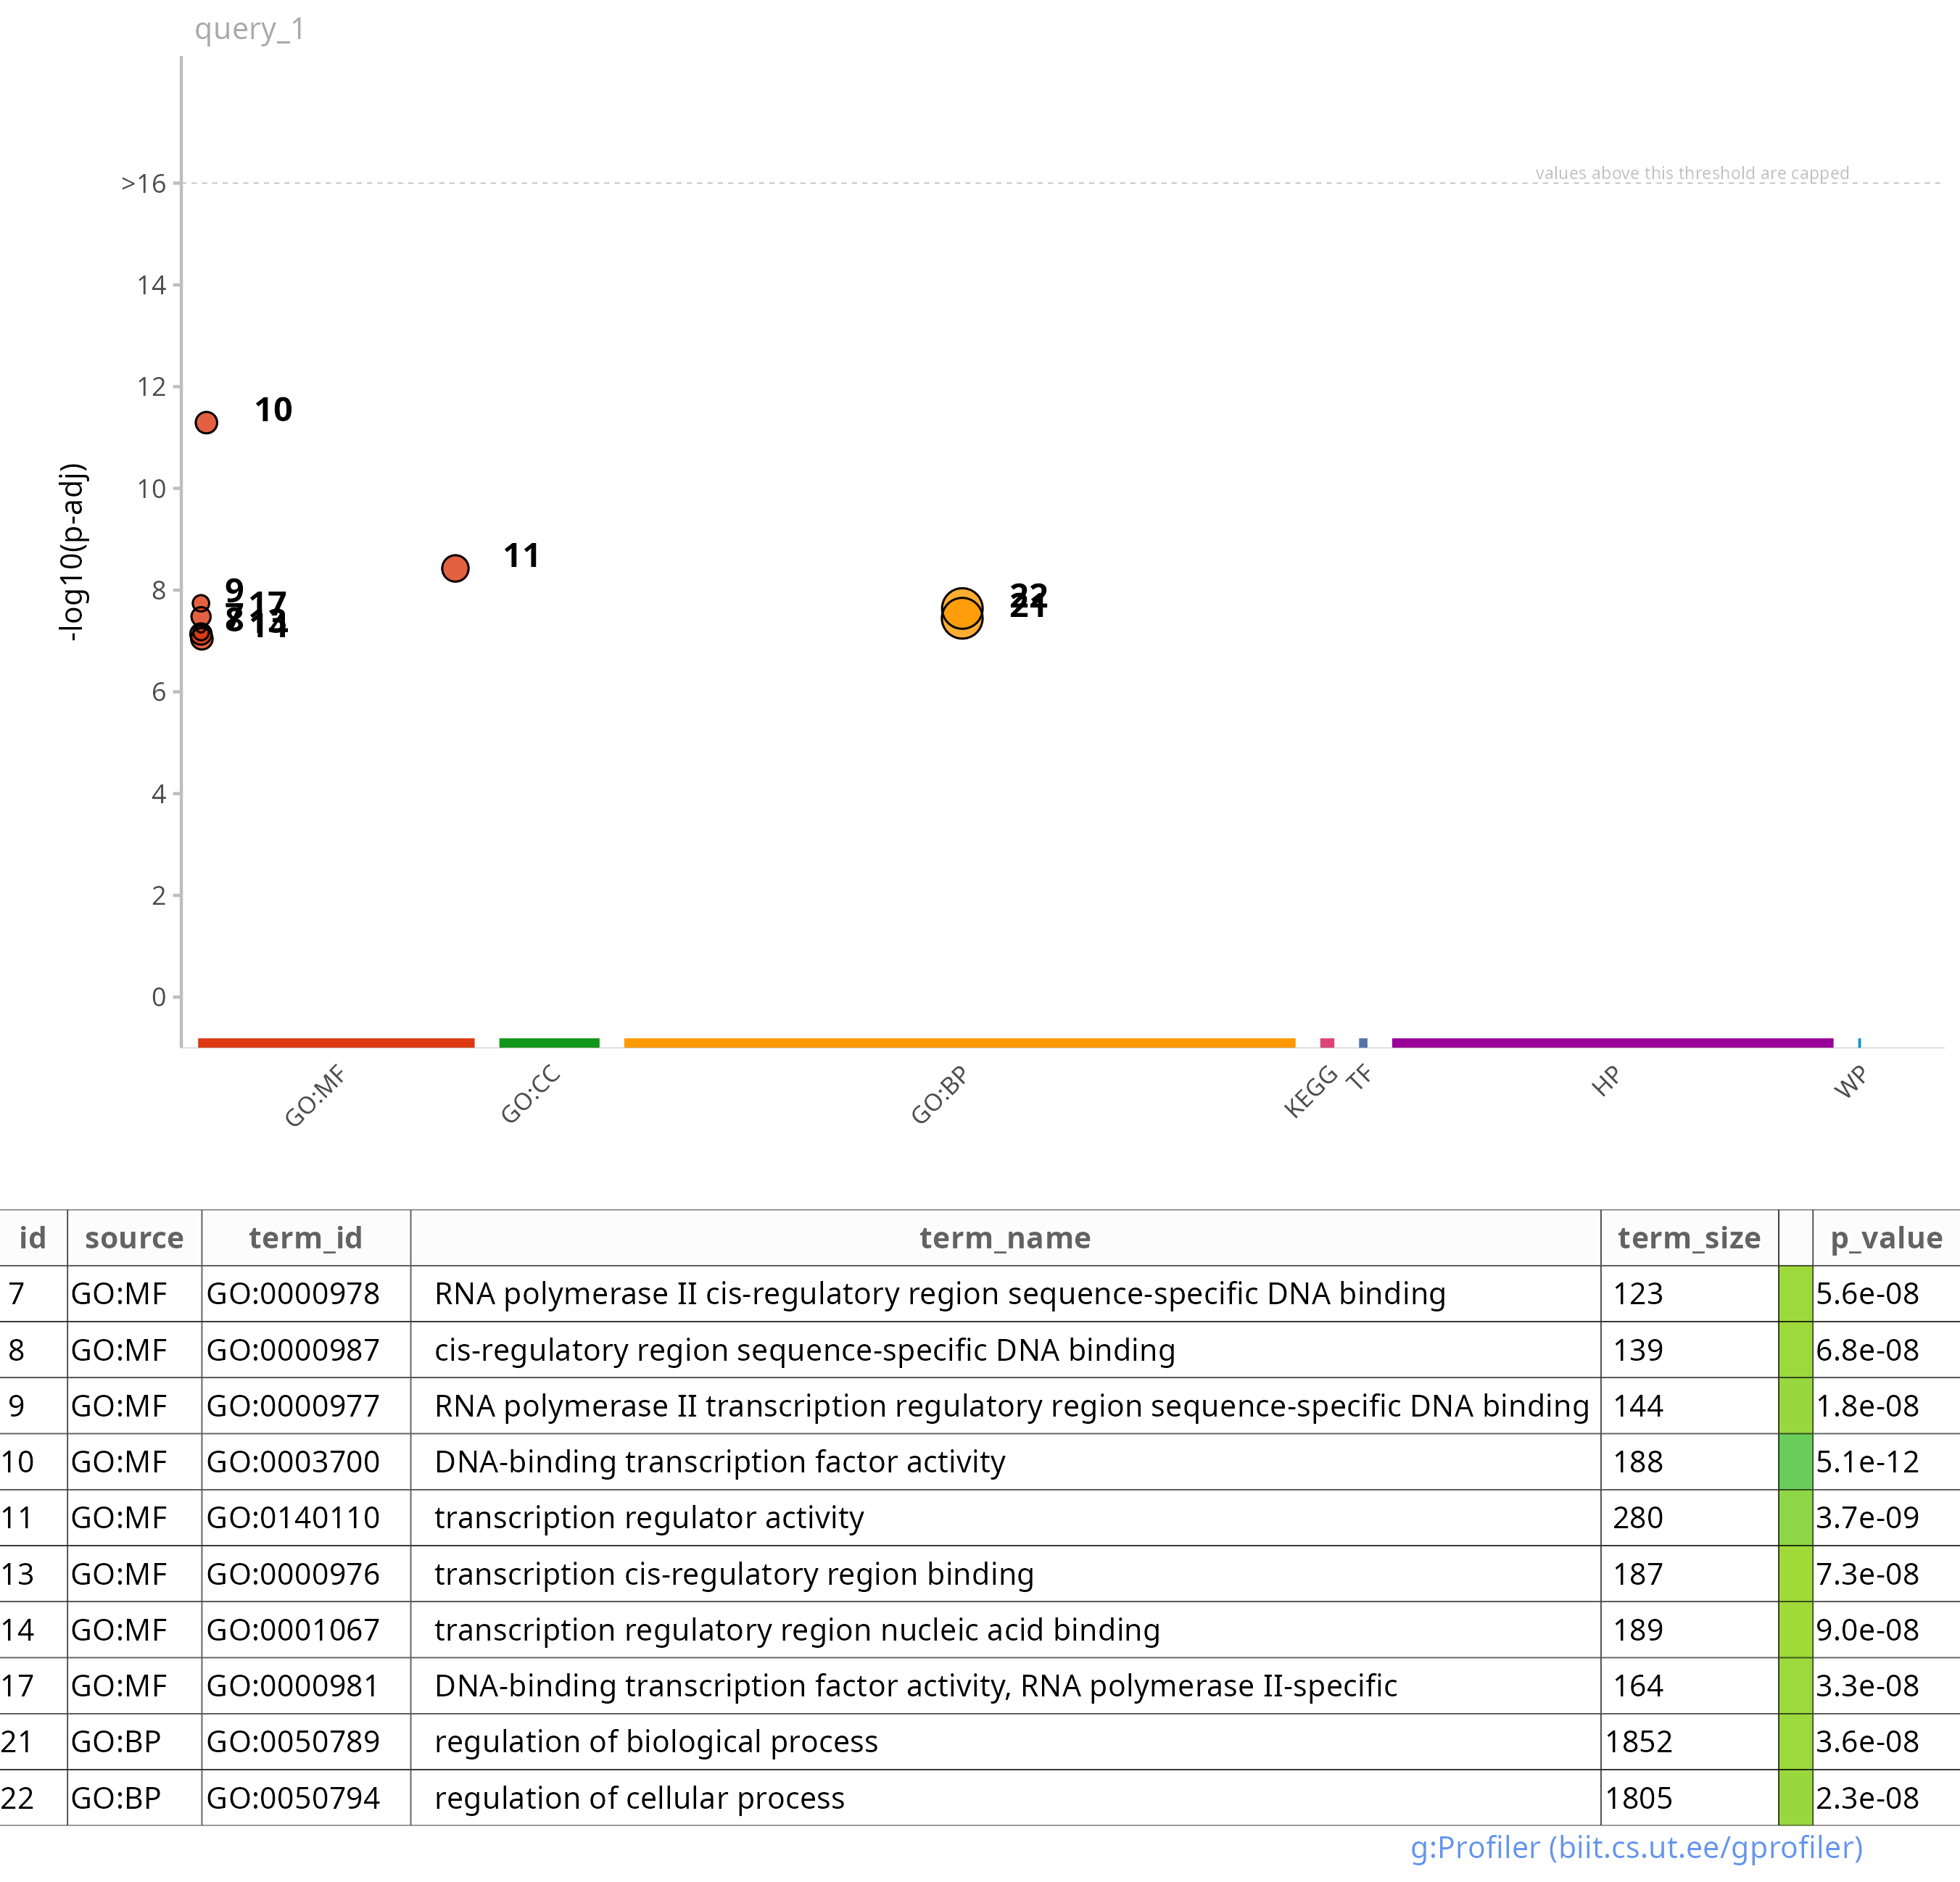 query_1
values above this threshold are capped
>16
14
12
10
8
6
4
2
0
-log10(p-adj)
10
11
9
17
7
8
13
14
22
21
GO:MF
GO:CC
GO:BP
KEGG
TF
HP
WP
id source term_id term_name term_size p_value
7 GO:MF GO:0000978 RNA polymerase II cis-regulatory region sequence-specific DNA binding 123 5.6e-08
8 GO:MF GO:0000987 cis-regulatory region sequence-specific DNA binding 139 6.8e-08
9 GO:MF GO:0000977 RNA polymerase II transcription regulatory region sequence-specific DNA binding 144 1.8e-08
10 GO:MF GO:0003700 DNA-binding transcription factor activity 188 5.1e-12
11 GO:MF GO:0140110 transcription regulator activity 280 3.7e-09
13 GO:MF GO:0000976 transcription cis-regulatory region binding 187 7.3e-08
14 GO:MF GO:0001067 transcription regulatory region nucleic acid binding 189 9.0e-08
17 GO:MF GO:0000981 DNA-binding transcription factor activity, RNA polymerase II-specific 164 3.3e-08
21 GO:BP GO:0050789 regulation of biological process 1852 3.6e-08
22 GO:BP GO:0050794 regulation of cellular process 1805 2.3e-08
g:Profiler (biit.cs.ut.ee/gprofiler)